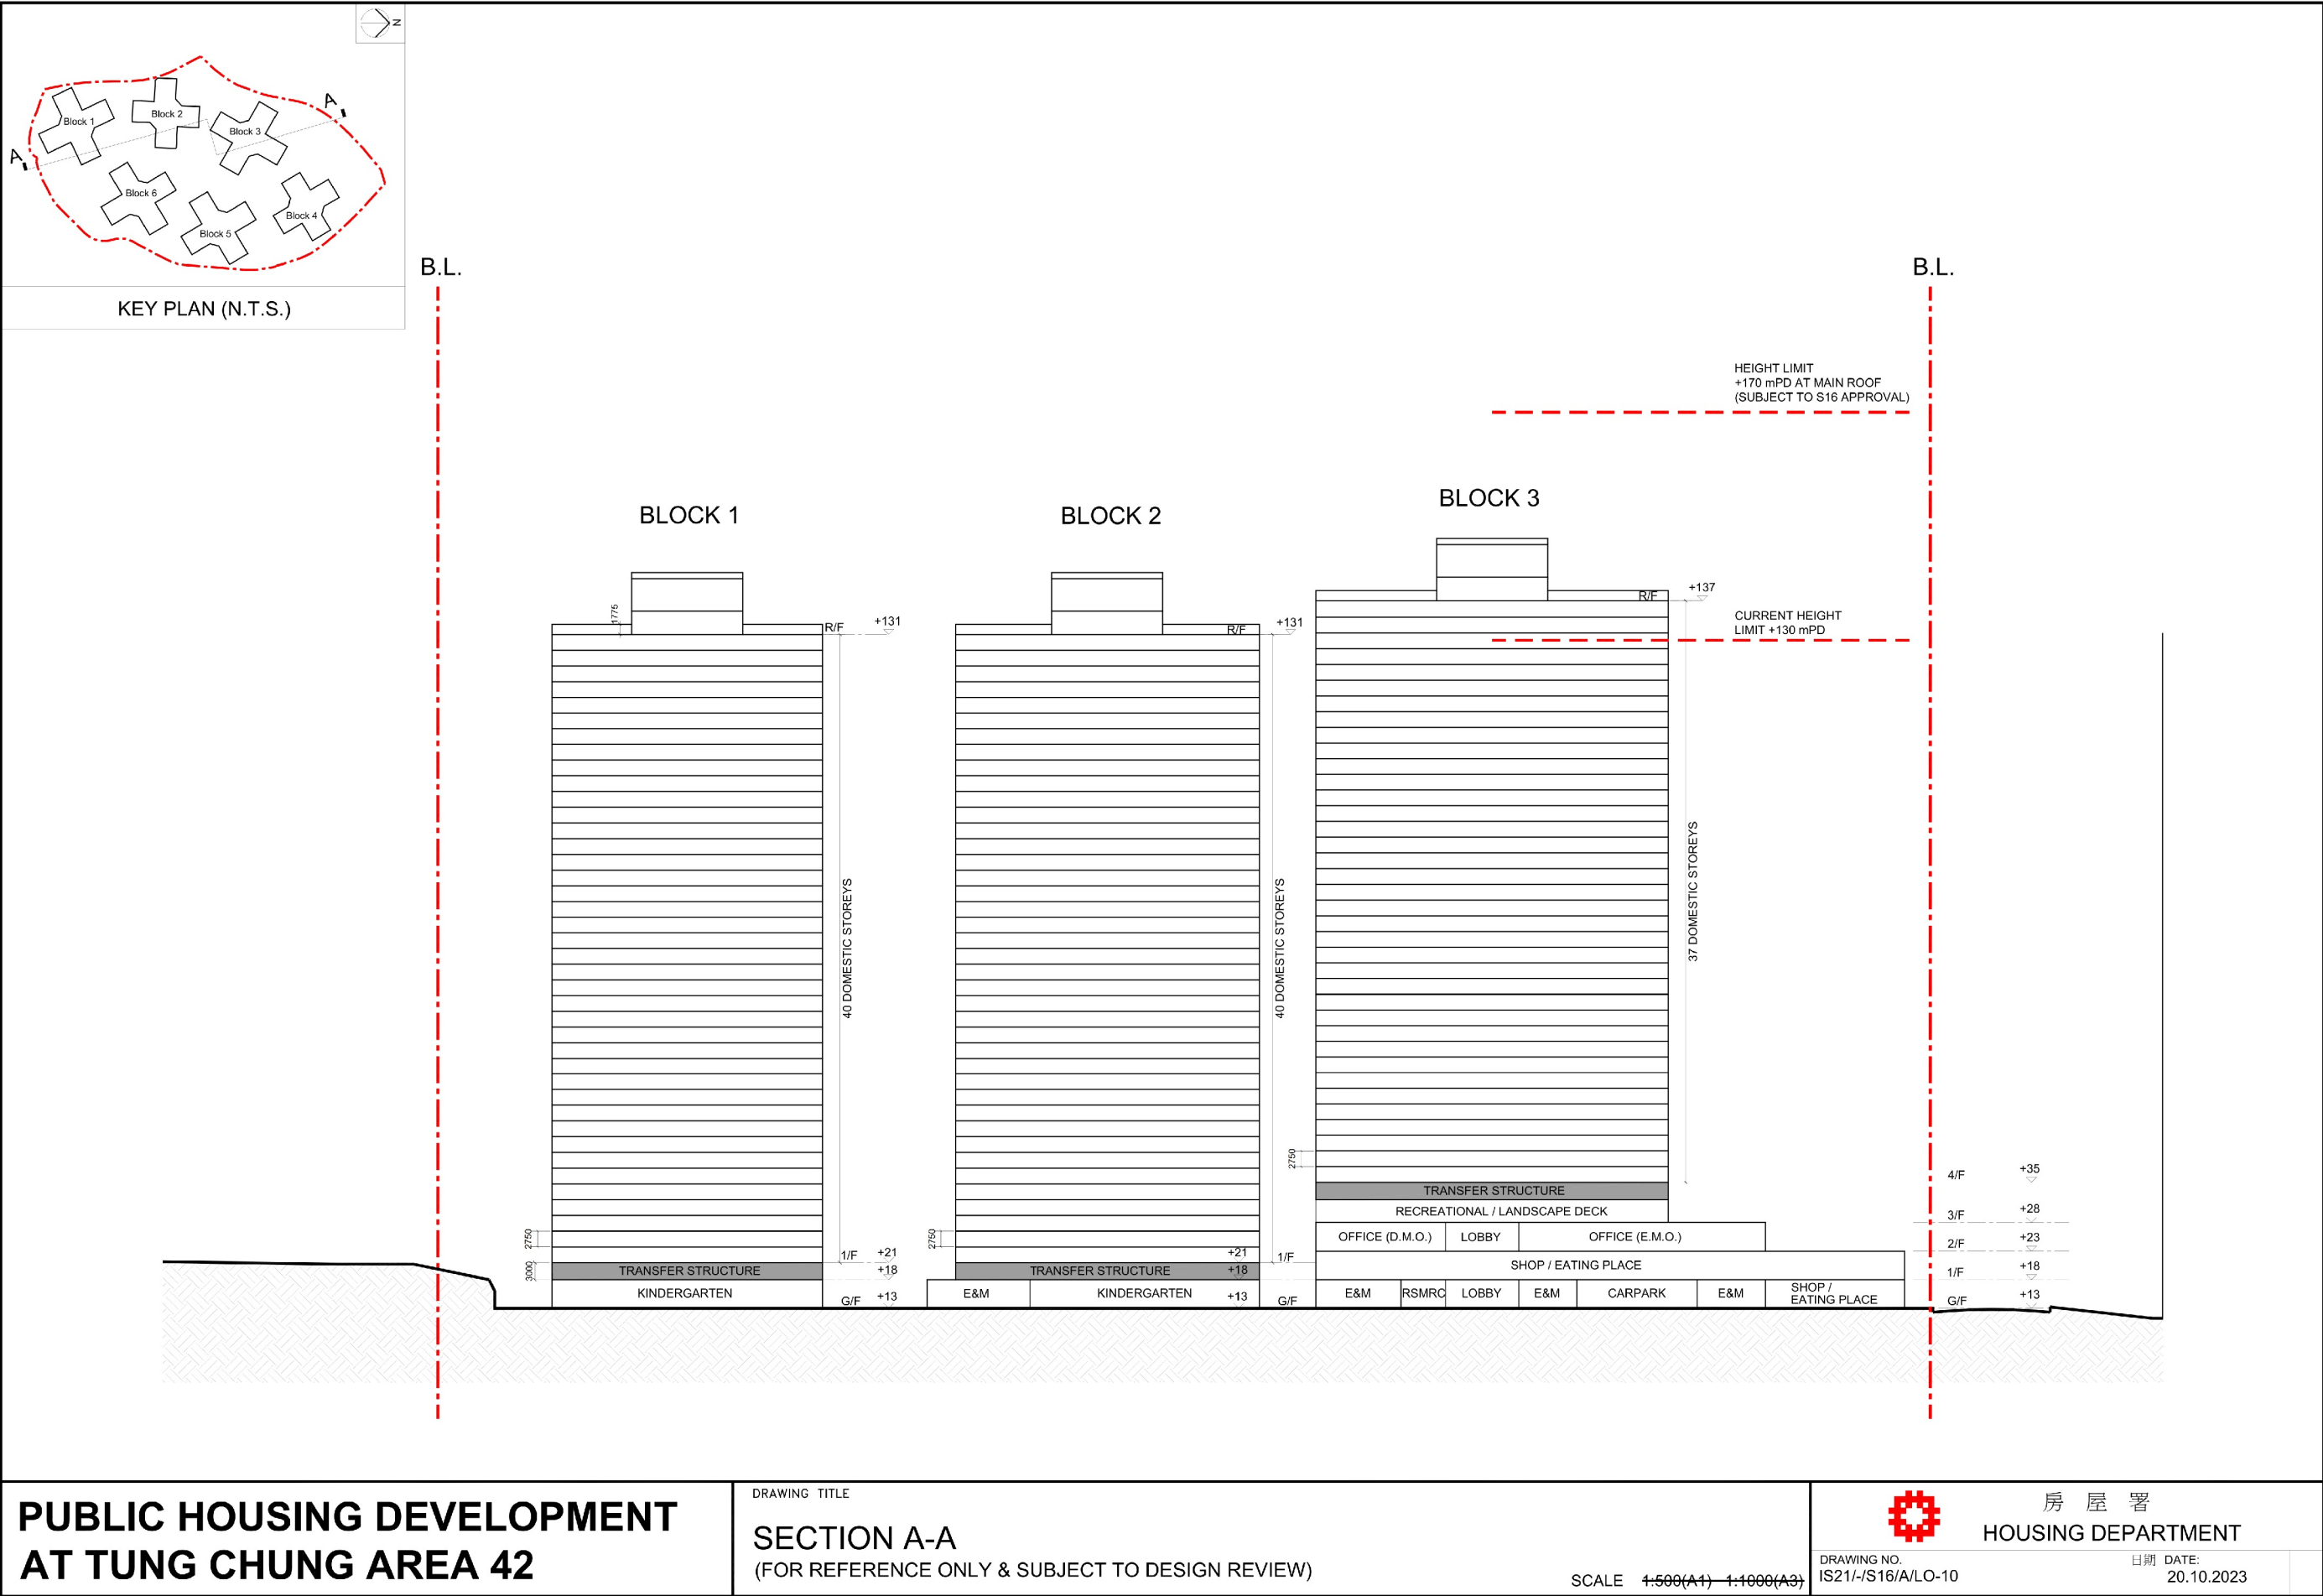 N
A
Block 1
Block 2
Block 3
A
Block 6
Block 5
Block 4
KEY PLAN (N.T.S.)
B.L.
B.L.
HEIGHT LIMIT
+170 mPD AT MAIN ROOF
(SUBJECT TO S16 APPROVAL)
BLOCK 1
BLOCK 2
BLOCK 3
1775
R/F
+131
R/F
+131
R/F
+137
CURRENT HEIGHT
LIMIT +130 mPD
40 DOMESTIC STOREYS
40 DOMESTIC STOREYS
37 DOMESTIC STOREYS
2750
3000
1/F
+21
TRANSFER STRUCTURE
+18
KINDERGARTEN
G/F
+13
2750
+21
1/F
TRANSFER STRUCTURE
+18
E&M
KINDERGARTEN
+13
G/F
2750
TRANSFER STRUCTURE
RECREATIONAL / LANDSCAPE DECK
OFFICE (D.M.O.)
LOBBY
OFFICE (E.M.O.)
SHOP / EATING PLACE
E&M
RSMRC
LOBBY
E&M
CARPARK
E&M
SHOP /
EATING PLACE
4/F
+35
3/F
+28
2/F
+23
1/F
+18
G/F
+13
PUBLIC HOUSING DEVELOPMENT
AT TUNG CHUNG AREA 42
DRAWING TITLE
SECTION A-A
(FOR REFERENCE ONLY & SUBJECT TO DESIGN REVIEW)
SCALE 1:500(A1) 1:1000(A3)
房 屋 署
HOUSING DEPARTMENT
DRAWING NO.
IS21/-/S16/A/LO-10
日期 DATE:
20.10.2023